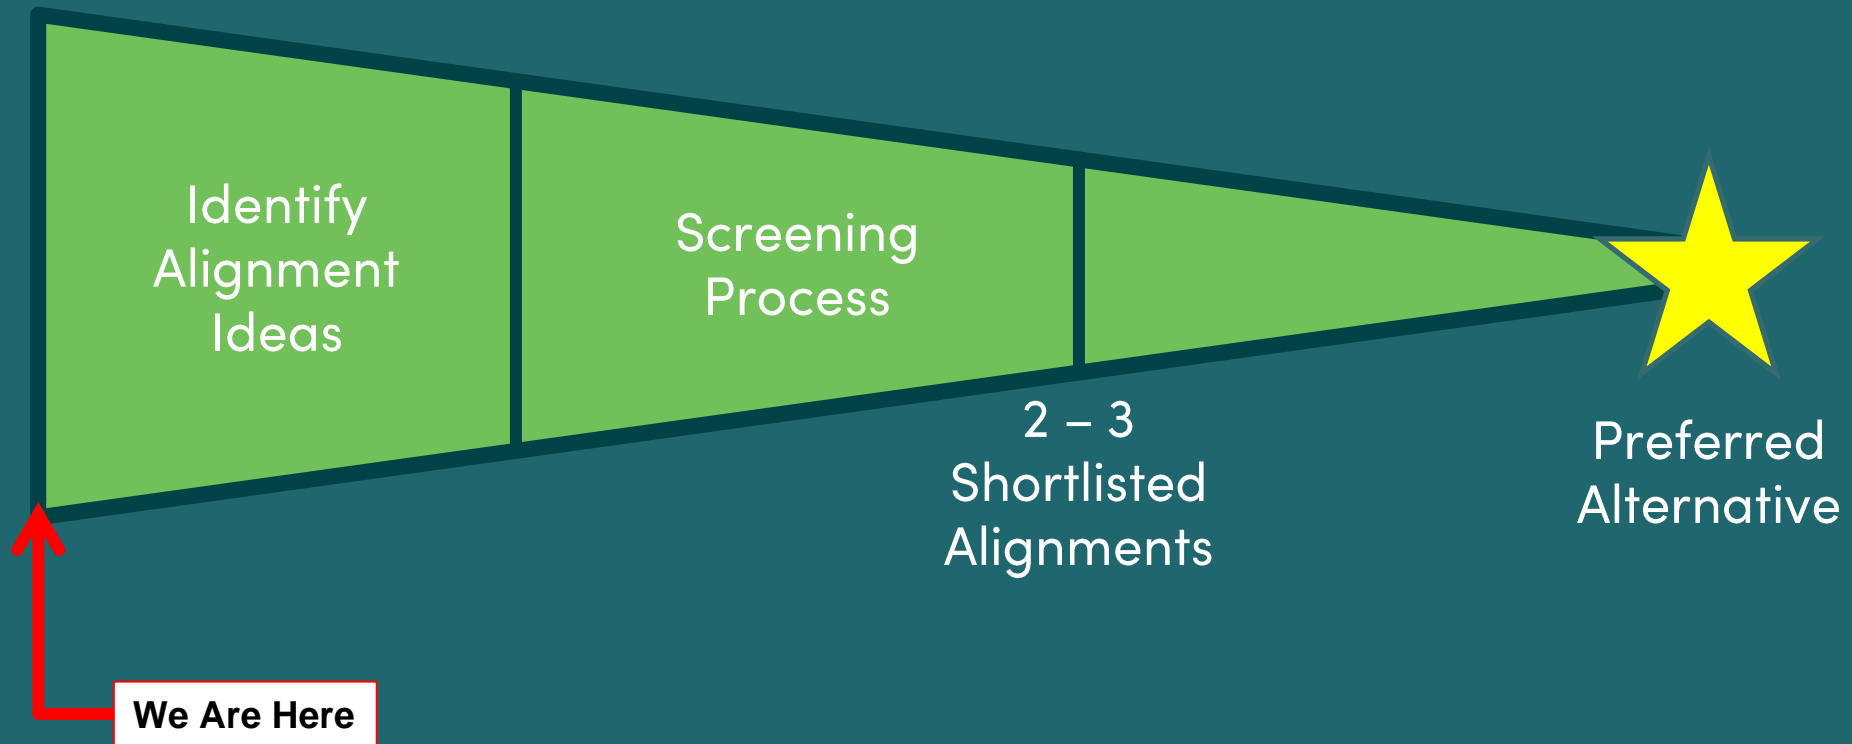 Identify
Alignment
Ideas
Screening
Process
2 – 3
Shortlisted
Alignments
Preferred
Alternative
We Are Here